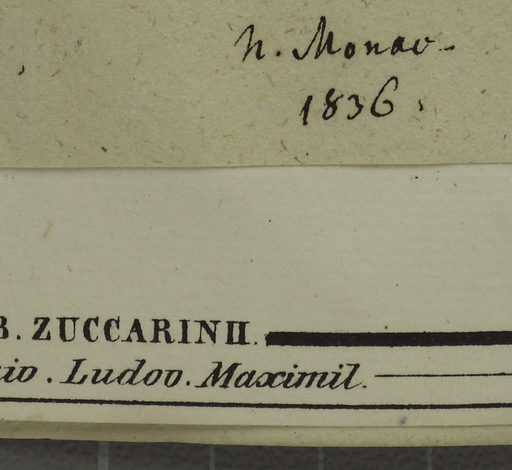 h. Monac.
1836.
B. ZUCCARINII.
io. Ludov. Maximil.